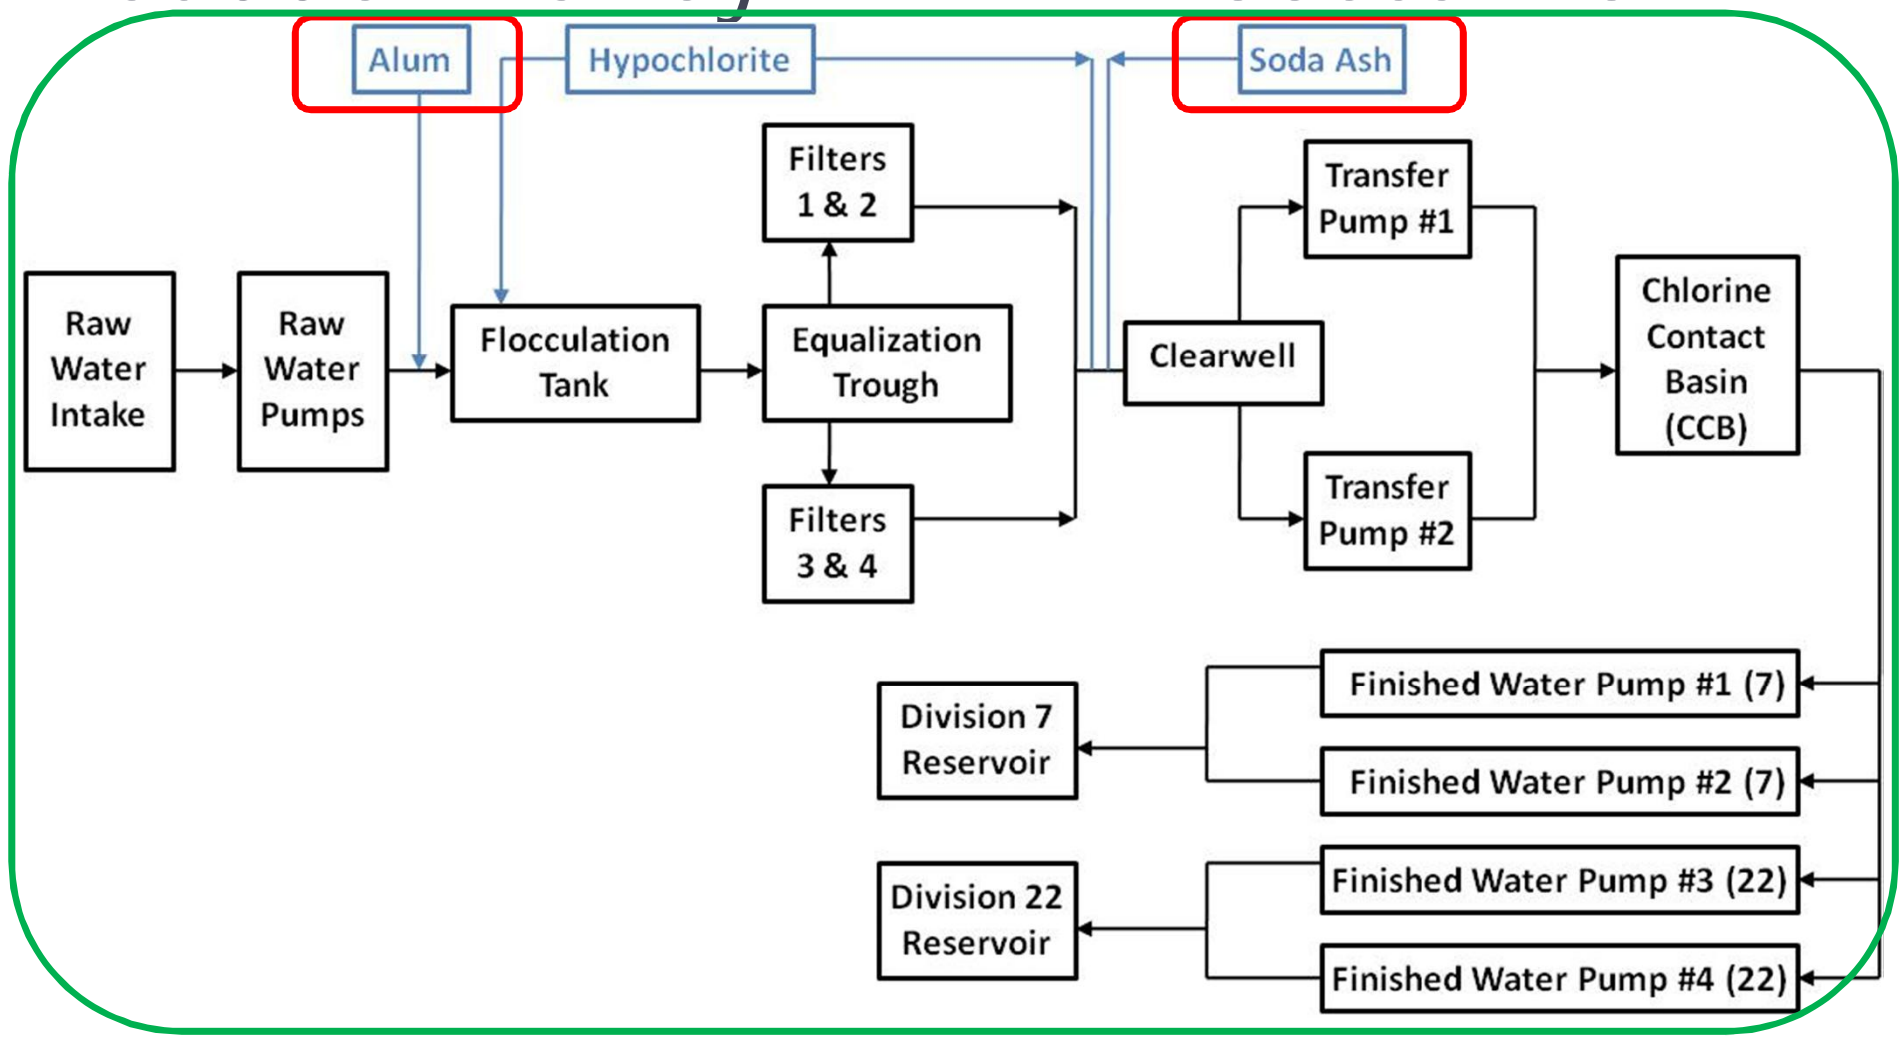 Alum
Hypochlorite
Soda Ash
Filters
1 & 2
Transfer
Pump #1
Raw
Water
Intake
Raw
Water
Pumps
Flocculation
Tank
Equalization
Trough
Clearwell
Chlorine
Contact
Basin
(CCB)
Filters
3 & 4
Transfer
Pump #2
Finished Water Pump #1 (7)
Division 7
Reservoir
Finished Water Pump #2 (7)
Finished Water Pump #3 (22)
Division 22
Reservoir
Finished Water Pump #4 (22)